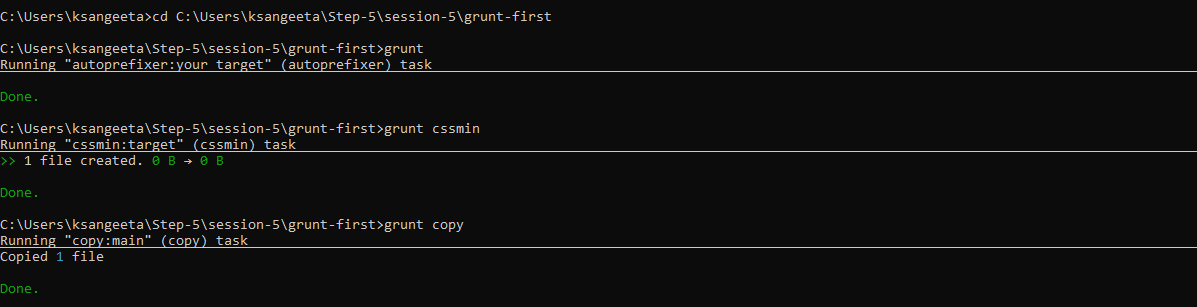 C:\Users\ksangeeta>cd C:\Users\ksangeeta\Step-5\session-5\grunt-first
C:\Users\ksangeeta\Step-5\session-5\grunt-first>grunt
Running "autoprefixer:your target" (autoprefixer) task
Done.
C:\Users\ksangeeta\Step-5\session-5\grunt-first>grunt cssmin
Running "cssmin:target" (cssmin) task
>> 1 file created. 0 B → 0 B
Done.
C:\Users\ksangeeta\Step-5\session-5\grunt-first>grunt copy
Running "copy:main" (copy) task
Copied 1 file
Done.